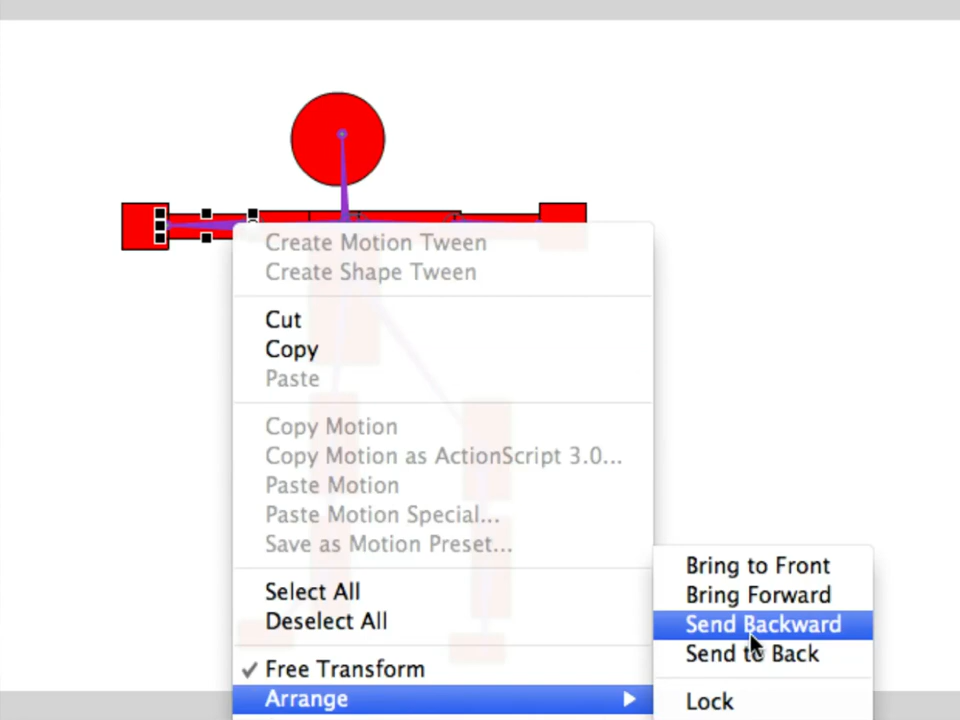 Create Motion Tween
Create Shape Tween
Cut
Copy
Paste
Copy Motion
Copy Motion as ActionScript 3.0...
Paste Motion
Paste Motion Special...
Save as Motion Preset...
Select All
Deselect All
Free Transform
Arrange
Bring to Front
Bring Forward
Send Backward
Send to Back
Lock